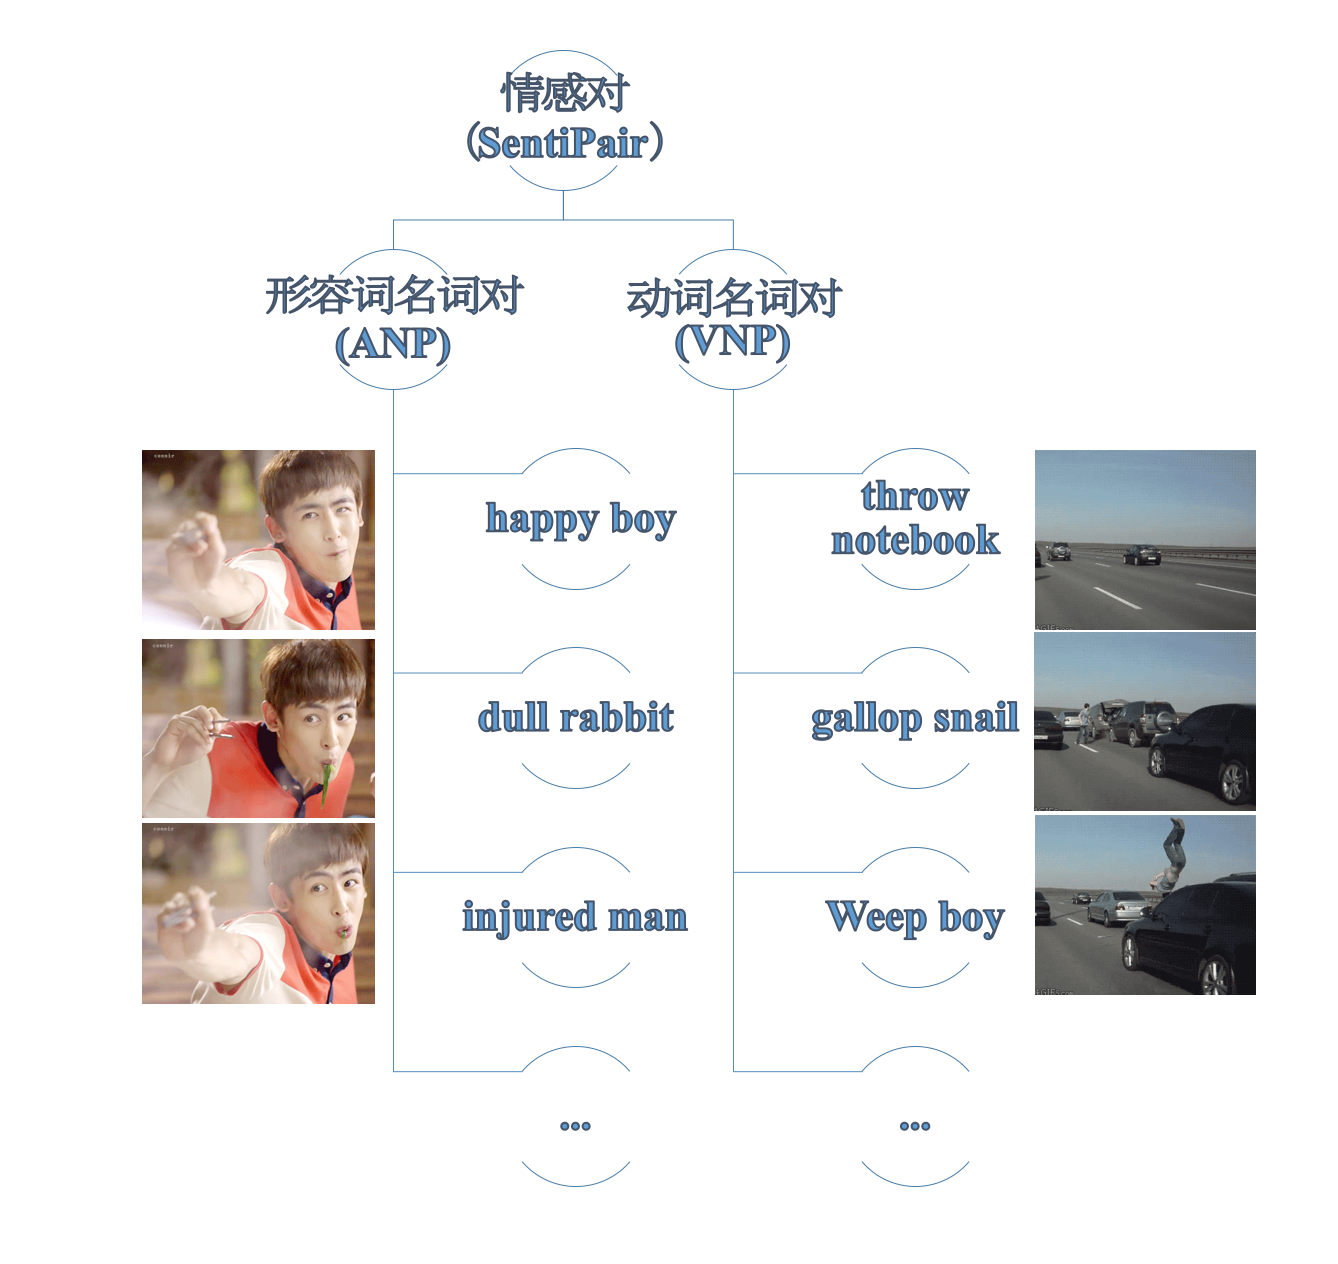 情感对
(SentiPair)
形容词名词对
(ANP)
动词名词对
(VNP)
happy boy
throw
notebook
dull rabbit
gallop snail
injured man
Weep boy
...
...